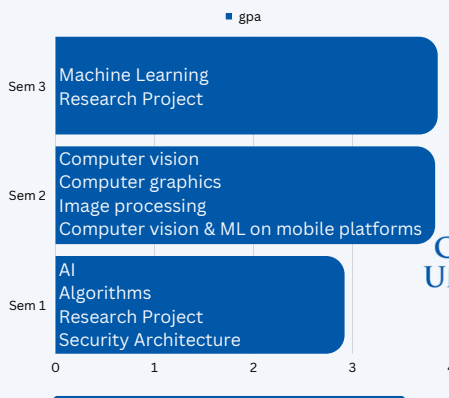 gpa
Sem 3
Machine Learning
Research Project
Sem 2
Computer vision
Computer graphics
Image processing
Computer vision & ML on mobile platforms
Sem 1
AI
Algorithms
Research Project
Security Architecture
0 1 2 3